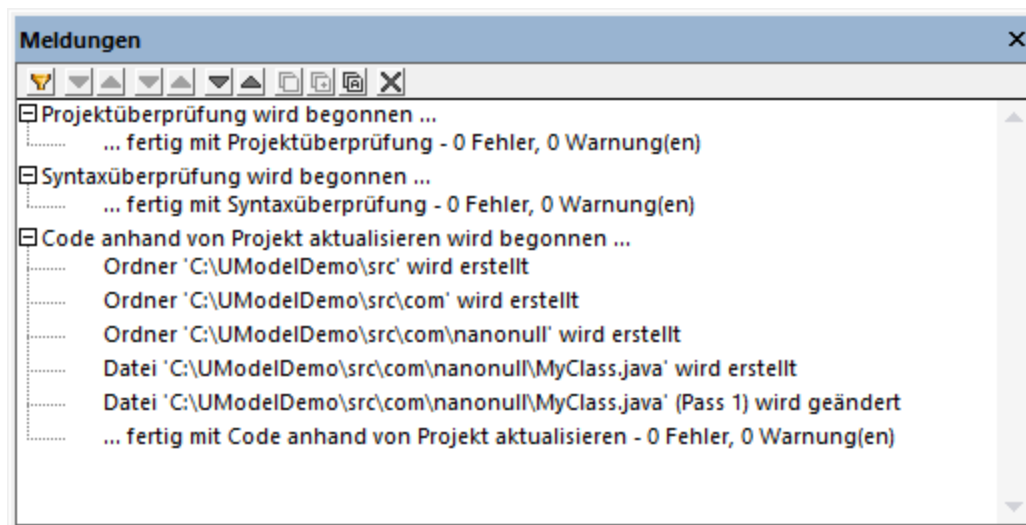 Meldungen
Projektüberprüfung wird begonnen ...
... fertig mit Projektüberprüfung - 0 Fehler, 0 Warnung(en)
Syntaxüberprüfung wird begonnen ...
... fertig mit Syntaxüberprüfung - 0 Fehler, 0 Warnung(en)
Code anhand von Projekt aktualisieren wird begonnen ...
Ordner 'C:\UModelDemo\src' wird erstellt
Ordner 'C:\UModelDemo\src\com' wird erstellt
Ordner 'C:\UModelDemo\src\com\nanonull' wird erstellt
Datei 'C:\UModelDemo\src\com\nanonull\MyClass.java' wird erstellt
Datei 'C:\UModelDemo\src\com\nanonull\MyClass.java' (Pass 1) wird geändert
... fertig mit Code anhand von Projekt aktualisieren - 0 Fehler, 0 Warnung(en)